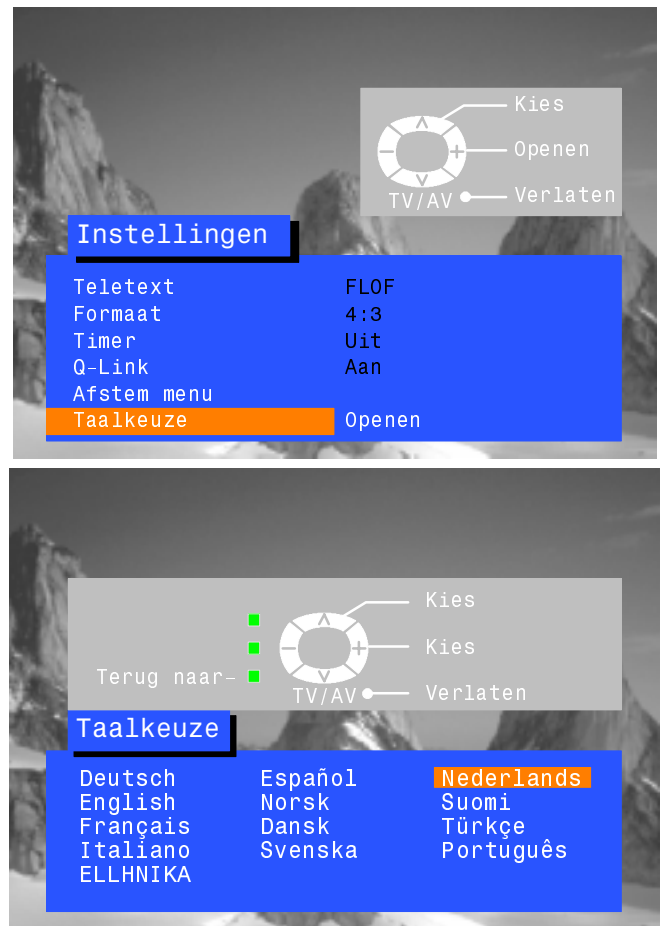 Kies
Openen
TV/AV Verlaten
Instellingen
Teletext FLOF
Formaat 4:3
Timer Uit
Q-Link Aan
Afstem menu
Taalkeuze Openen
Kies
Kies
Terug naar-
TV/AV Verlaten
Taalkeuze
Deutsch Español Nederlands
English Norsk Suomi
Français Dansk Türkçe
Italiano Svenska Português
ELLHNIKA